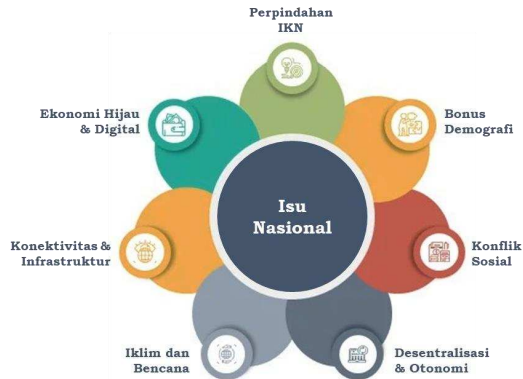 Perpindahan
IKN
Bonus
Demografi
Konflik
Sosial
Desentralisasi
& Otonomi
Iklim dan
Bencana
Konektivitas &
Infrastruktur
Ekonomi Hijau
& Digital
Isu
Nasional